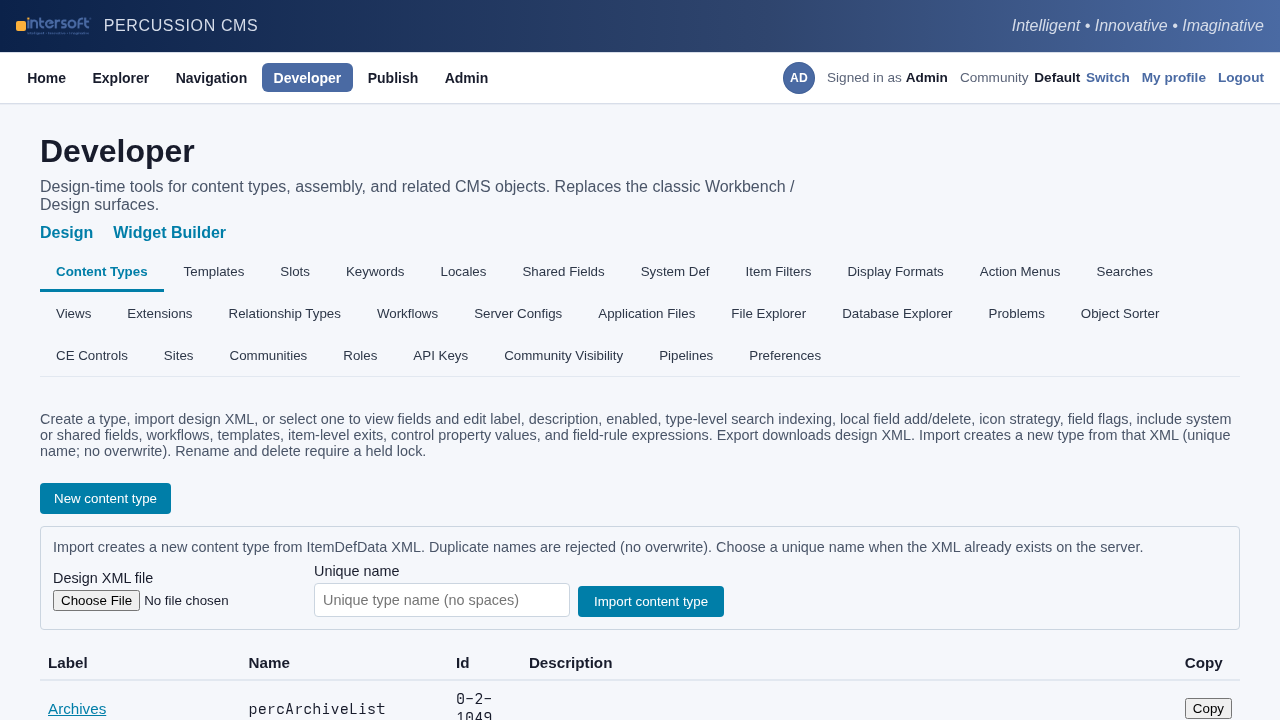 intersoft PERCUSSION CMS Intelligent • Innovative • Imaginative
Home Explorer Navigation Developer Publish Admin AD Signed in as Admin Community Default Switch My profile Logout
Developer
Design-time tools for content types, assembly, and related CMS objects. Replaces the classic Workbench /
Design surfaces.
Design Widget Builder
Content Types Templates Slots Keywords Locales Shared Fields System Def Item Filters Display Formats Action Menus Searches
Views Extensions Relationship Types Workflows Server Configs Application Files File Explorer Database Explorer Problems Object Sorter
CE Controls Sites Communities Roles API Keys Community Visibility Pipelines Preferences
Create a type, import design XML, or select one to view fields and edit label, description, enabled, type-level search indexing, local field add/delete, icon strategy, field flags, include system
or shared fields, workflows, templates, item-level exits, control property values, and field-rule expressions. Export downloads design XML. Import creates a new type from that XML (unique
name; no overwrite). Rename and delete require a held lock.
New content type
Import creates a new content type from ItemDefData XML. Duplicate names are rejected (no overwrite). Choose a unique name when the XML already exists on the server.
Design XML file Unique name
Choose File No file chosen Unique type name (no spaces) Import content type
Label Name Id Description Copy
Archives percArchiveList 0-2-
1049 Copy